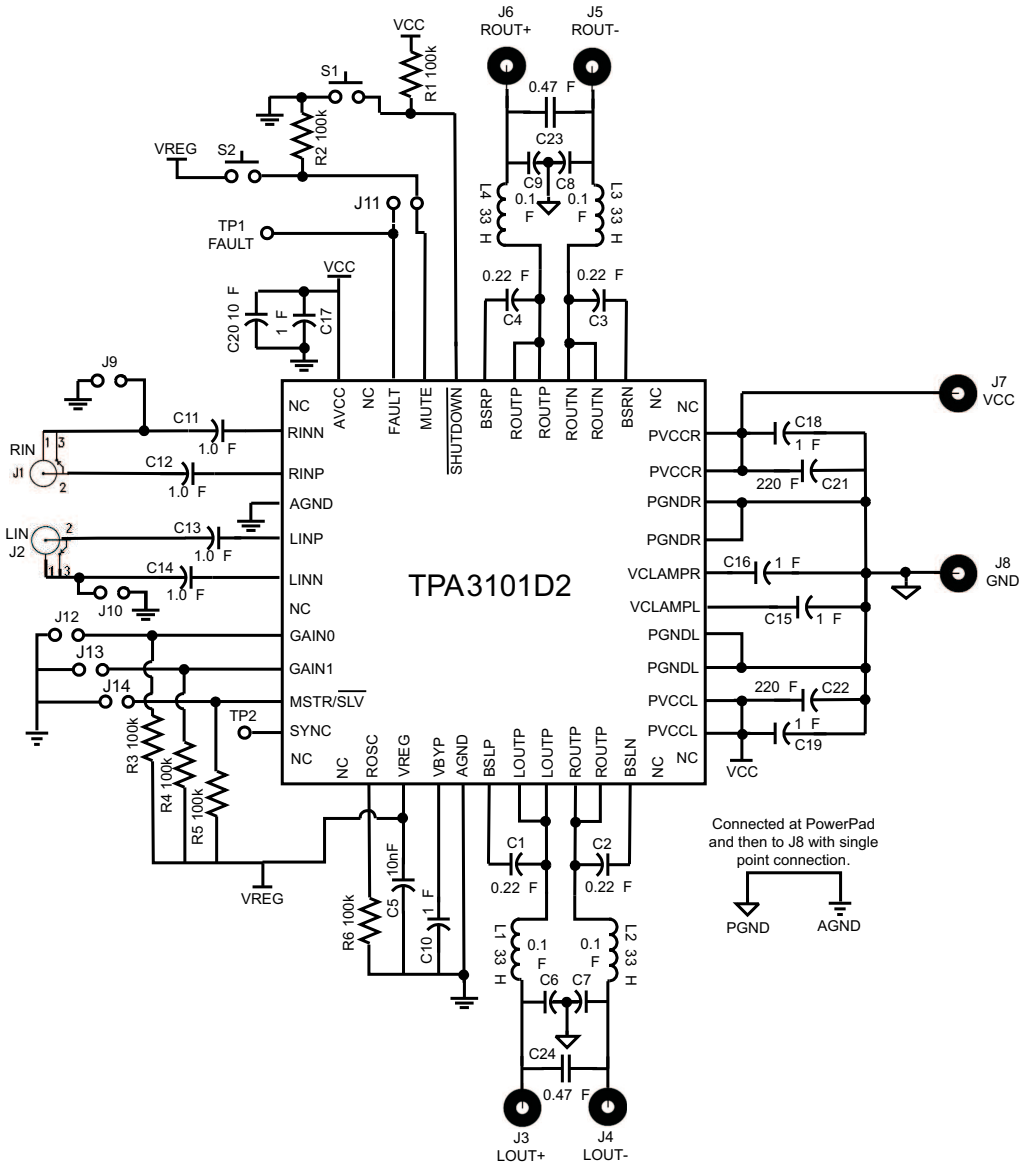 J6
ROUT+
J5
ROUT-
VCC
R1 100k
S1
R2 100k
VREG
S2
J11
TP1
FAULT
0.47 F
C23
C9
C8
L4 33 H
0.1
F
0.1
F
L3 33 H
VCC
C20 10 F
1 F
C17
0.22 F
C4
0.22 F
C3
J9
RIN
J1
1
3
2
C11
1.0 F
C12
1.0 F
LIN
J2
2
1
3
C13
1.0 F
C14
1.0 F
J10
J12
J13
J14
TP2
R3 100k
R4 100k
R5 100k
VREG
NC
RINN
RINP
AGND
LINP
LINN
NC
GAIN0
GAIN1
MSTR/SLV
SYNC
NC
AVCC
NC
FAULT
MUTE
SHUTDOWN
BSRP
ROUTP
ROUTP
ROUTN
ROUTN
BSRN
NC
TPA3101D2
NC
PVCCR
PVCCR
PGNDR
PGNDR
VCLAMPR
VCLAMPL
PGNDL
PGNDL
PVCCL
PVCCL
NC
NC
ROSC
VREG
VBYP
AGND
BSLP
LOUTP
LOUTP
ROUTP
ROUTP
BSLN
NC
J7
VCC
C18
1 F
220 F
C21
C16
1 F
J8
GND
C15
1 F
220 F
C22
1 F
C19
VCC
R6 100k
C5
10nF
C10
1 F
C1
0.22 F
C2
0.22 F
L1 33 H
0.1
F
0.1
F
L2 33 H
C6
C7
C24
0.47 F
J3
LOUT+
J4
LOUT-
Connected at PowerPad
and then to J8 with single
point connection.
PGND
AGND